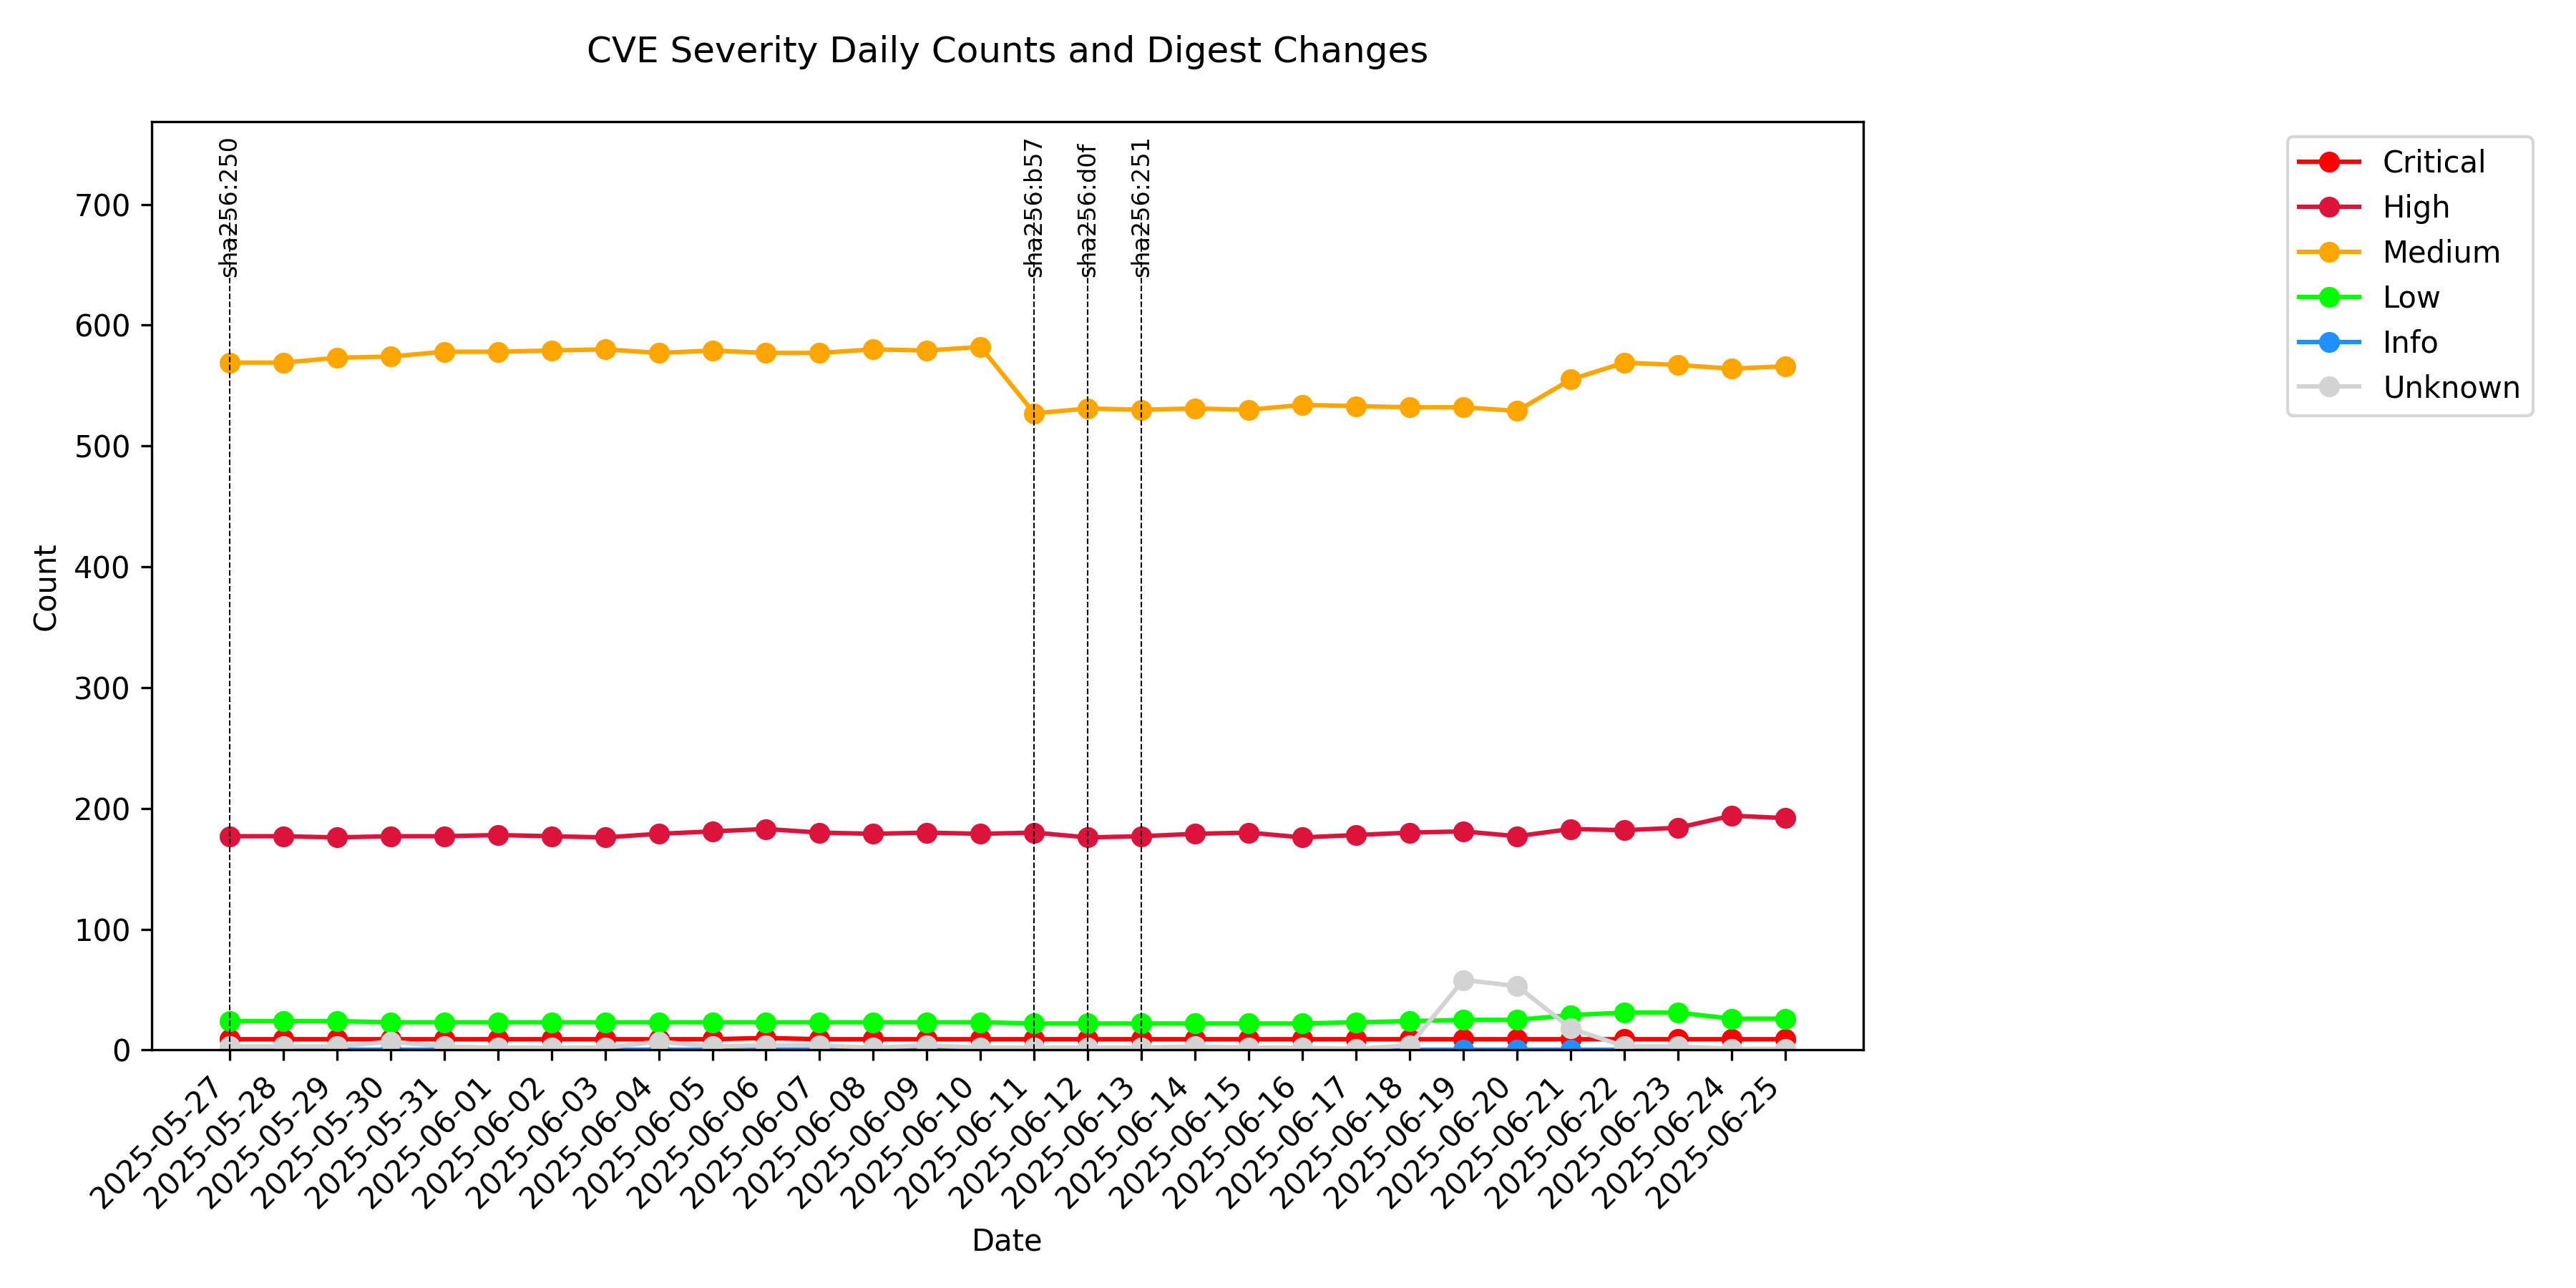 CVE Severity Daily Counts and Digest Changes
sha256:250
sha256:b57
sha256:d0f
sha256:251
Critical
High
Medium
Low
Info
Unknown
Count
700
600
500
400
300
200
100
0
2025-05-27
2025-05-28
2025-05-29
2025-05-30
2025-05-31
2025-06-01
2025-06-02
2025-06-03
2025-06-04
2025-06-05
2025-06-06
2025-06-07
2025-06-08
2025-06-09
2025-06-10
2025-06-11
2025-06-12
2025-06-13
2025-06-14
2025-06-15
2025-06-16
2025-06-17
2025-06-18
2025-06-19
2025-06-20
2025-06-21
2025-06-22
2025-06-23
2025-06-24
2025-06-25
Date